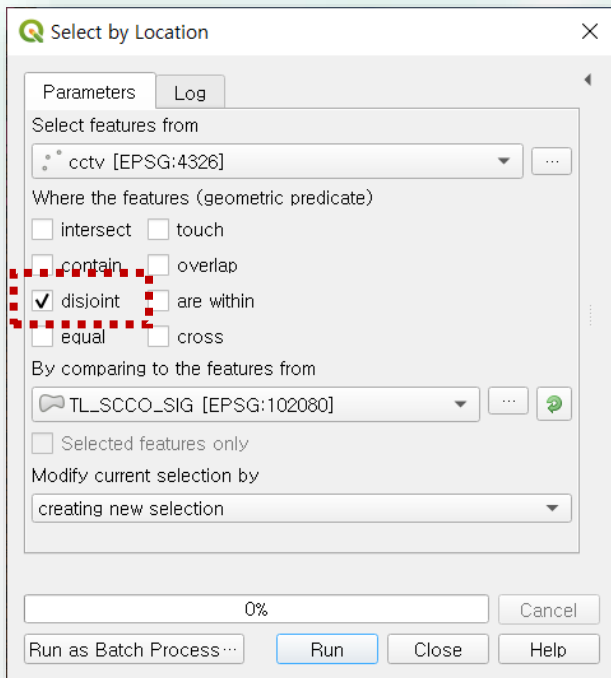 Select by Location
Parameters Log
Select features from
cctv [EPSG:4326]
...
Where the features (geometric predicate)
intersect touch
contain overlap
disjoint are within
equal cross
By comparing to the features from
TL_SCCO_SIG [EPSG:102080]
...
Selected features only
Modify current selection by
creating new selection
0%
Cancel
Run as Batch Process…
Run Close Help